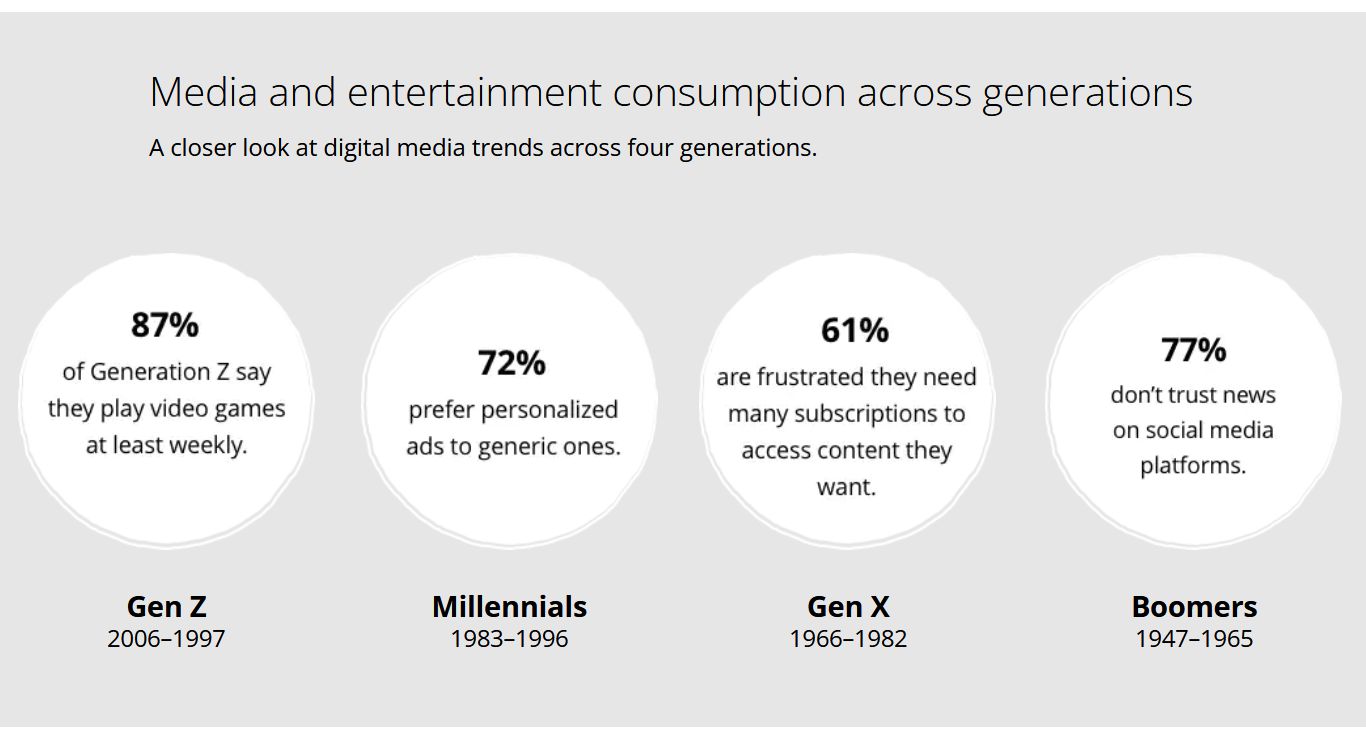 Media and entertainment consumption across generations
A closer look at digital media trends across four generations.
87%
of Generation Z say
they play video games
at least weekly.
Gen Z
2006–1997
72%
prefer personalized
ads to generic ones.
Millennials
1983–1996
61%
are frustrated they need
many subscriptions to
access content they
want.
Gen X
1966–1982
77%
don’t trust news
on social media
platforms.
Boomers
1947–1965